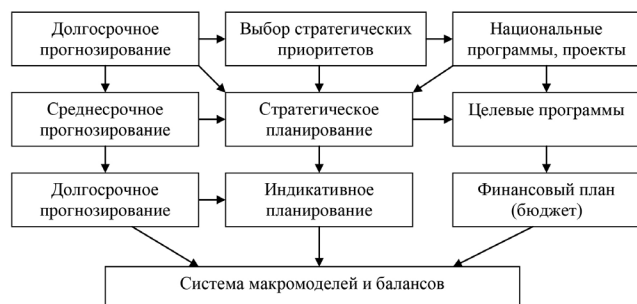 Долгосрочное
прогнозирование
Выбор стратегических
приоритетов
Национальные
программы, проекты
Среднесрочное
прогнозирование
Стратегическое
планирование
Целевые программы
Долгосрочное
прогнозирование
Индикативное
планирование
Финансовый план
(бюджет)
Система макромоделей и балансов